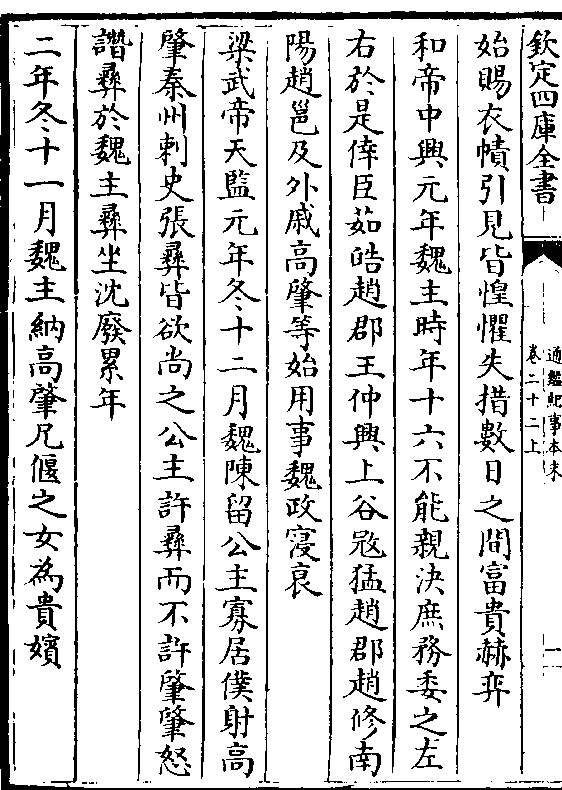 欽定四庫全書
通鑑紀事本末
卷二十二上
一
始賜衣幘引見皆惶懼失措數日之間富貴赫弈
和帝中興元年魏主時年十六不能親決庶務委之左
右於是倖臣茹皓趙郡王仲興上谷㓂猛趙郡趙修南
陽趙邕及外戚高肇等始用事魏政寖衰
梁武帝天監元年冬十二月魏陳留公主寡居僕射高
肇秦州刺史張彛皆欲尚之公主許彛而不許肇肇怒
譖彛於魏主彛坐沈廢累年
二年冬十一月魏主納高肇兄偃之女為貴嬪